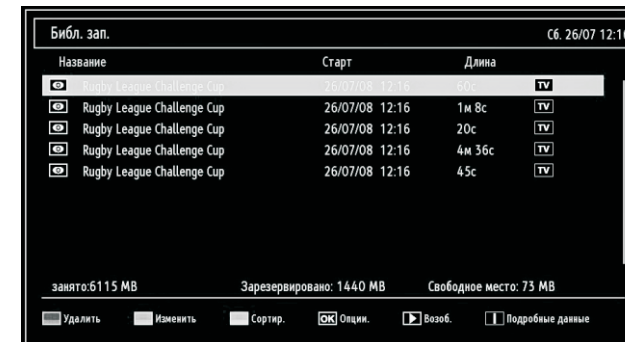 Библ. зап. Сб. 26/07 12:1
Название Старт Длина
Rugby League Challenge Cup 26/07/08 12:16 60с TV
Rugby League Challenge Cup 26/07/08 12:16 1м 8с TV
Rugby League Challenge Cup 26/07/08 12:16 20с TV
Rugby League Challenge Cup 26/07/08 12:16 4м 36с TV
Rugby League Challenge Cup 26/07/08 12:16 45с TV
занято:6115 MB Зарезервировано: 1440 MB Свободное место: 73 MB
Удалить Изменить Сортир. OK Опции. Возоб. Подробные данные